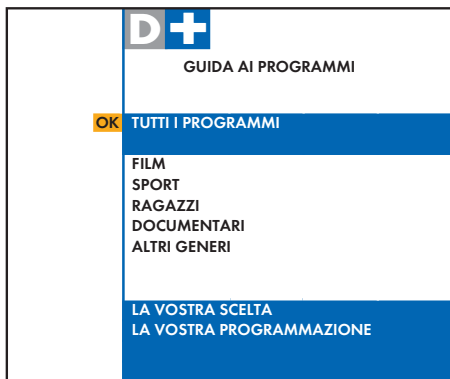 D+
GUIDA AI PROGRAMMI
OK TUTTI I PROGRAMMI
FILM
SPORT
RAGAZZI
DOCUMENTARI
ALTRI GENERI
LA VOSTRA SCELTA
LA VOSTRA PROGRAMMAZIONE